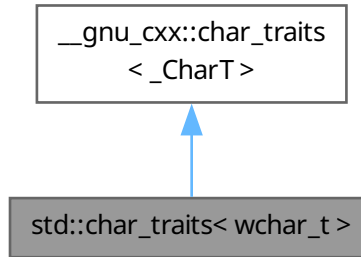 __gnu_cxx::char_traits
< _CharT >
std::char_traits< wchar_t >